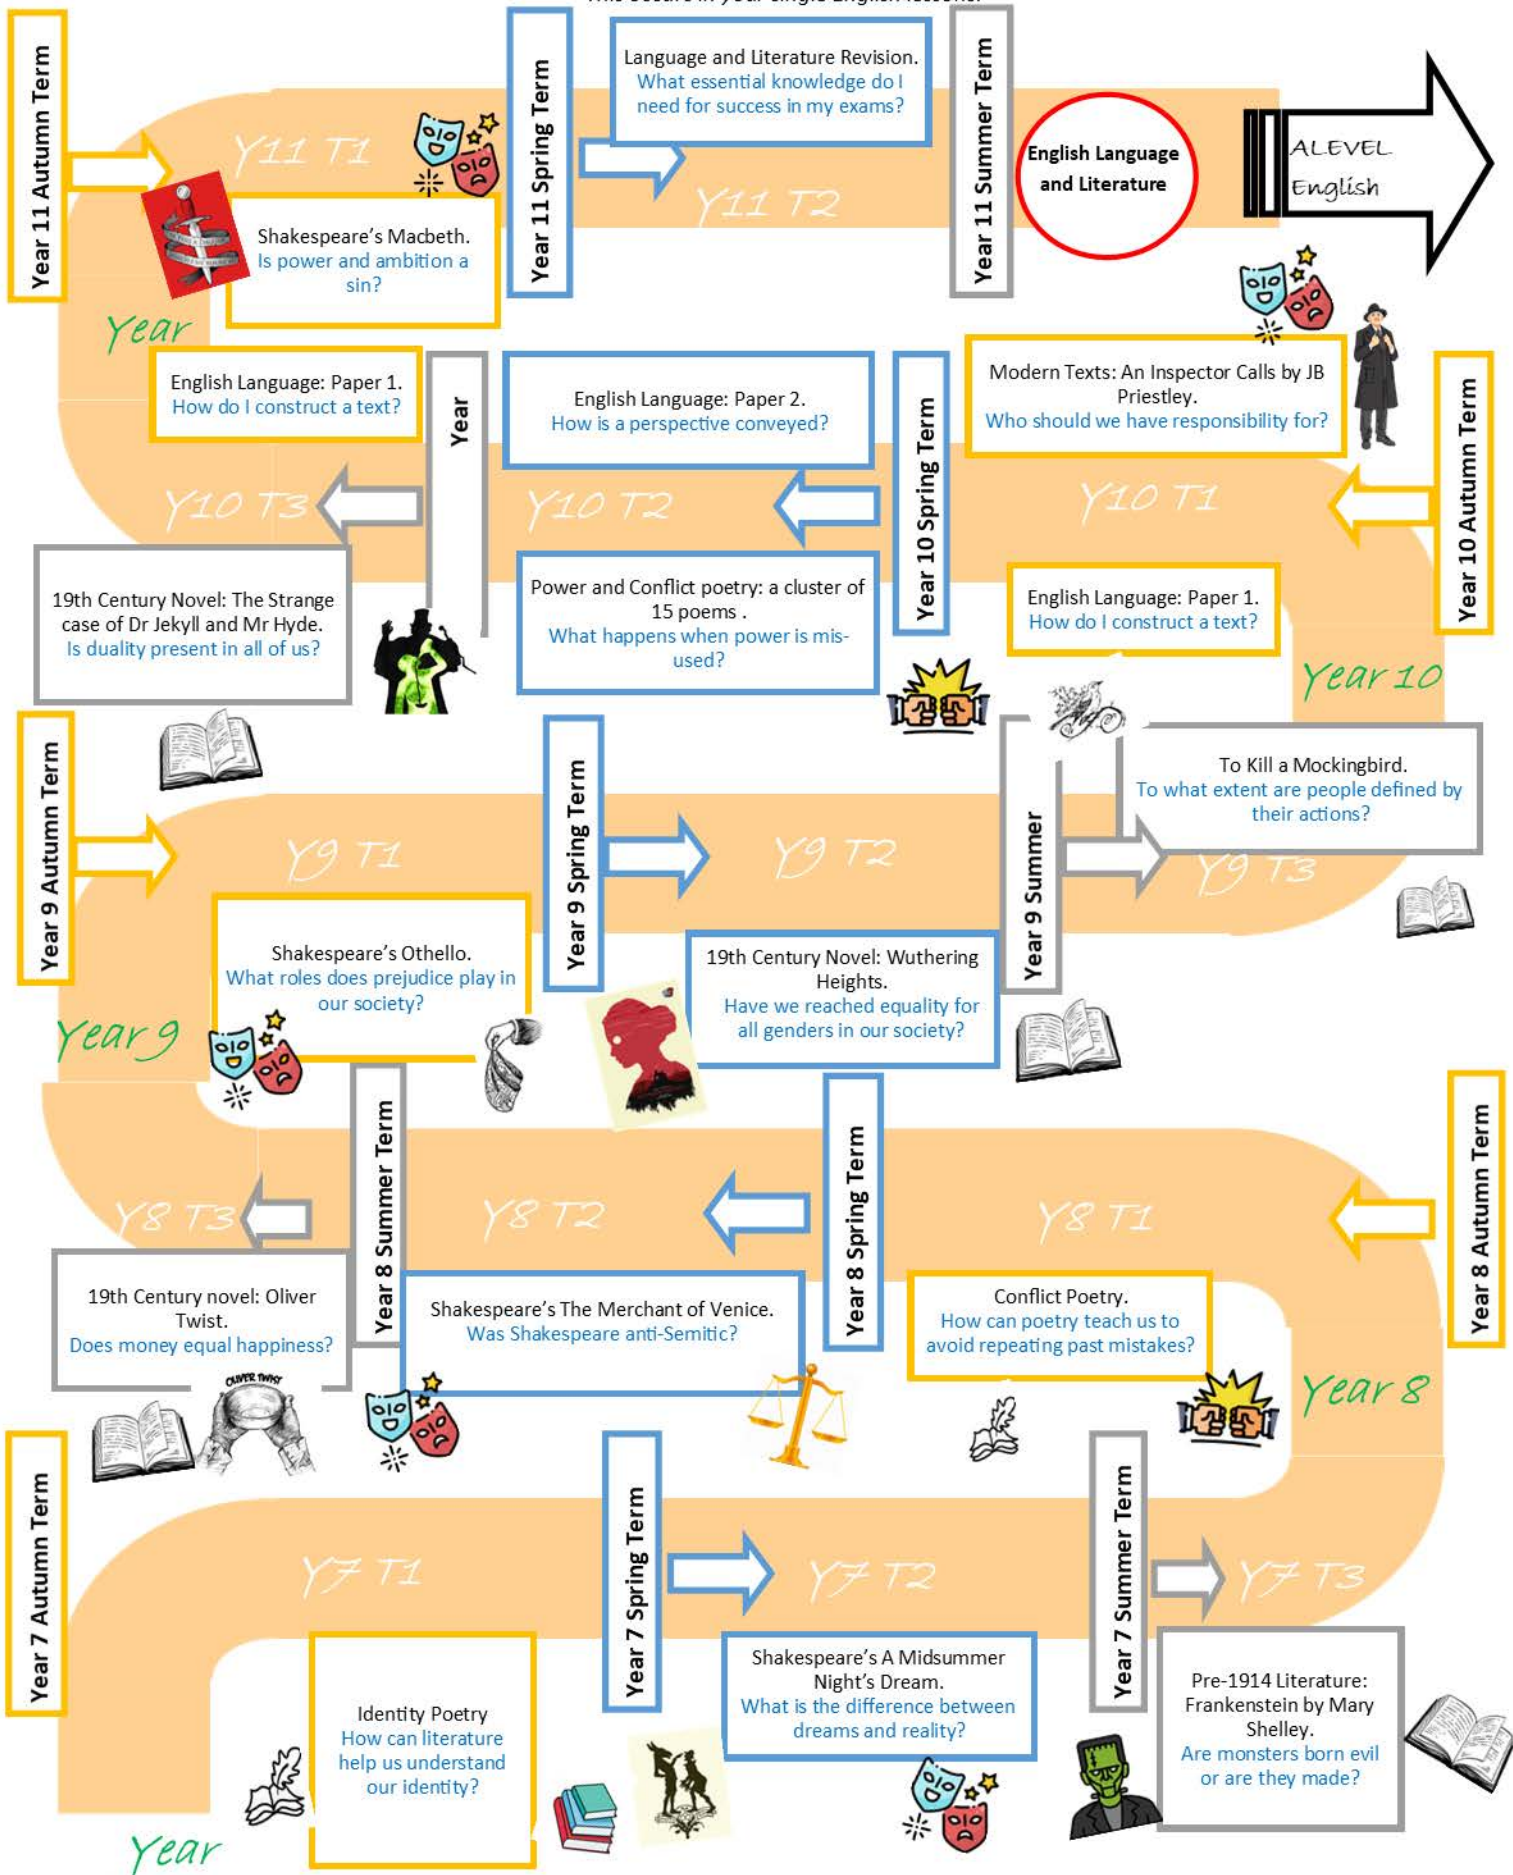 Year 11 Autumn Term
Y11 T1
Shakespeare's Macbeth.
Is power and ambition a
sin?
Year 11 Spring Term
Language and Literature Revision.
What essential knowledge do I
need for success in my exams?
Y11 T2
Year 11 Summer Term
English Language
and Literature
ALEVEL
English
Year
English Language: Paper 1.
How do I construct a text?
Year
English Language: Paper 2.
How is a perspective conveyed?
Year 10 Spring Term
Modern Texts: An Inspector Calls by JB
Priestley.
Who should we have responsibility for?
Year 10 Autumn Term
Y10 T3
Y10 T2
Y10 T1
19th Century Novel: The Strange
case of Dr Jekyll and Mr Hyde.
Is duality present in all of us?
Power and Conflict poetry: a cluster of
15 poems .
What happens when power is mis-
used?
English Language: Paper 1.
How do I construct a text?
Year 10
Year 9 Autumn Term
Y9 T1
Year 9 Spring Term
Y9 T2
Year 9 Summer
To Kill a Mockingbird.
To what extent are people defined by
their actions?
Y9 T3
Shakespeare's Othello.
What roles does prejudice play in
our society?
19th Century Novel: Wuthering
Heights.
Have we reached equality for
all genders in our society?
Year 9
Y8 T3
Year 8 Summer Term
Y8 T2
Year 8 Spring Term
Y8 T1
Year 8 Autumn Term
19th Century novel: Oliver
Twist.
Does money equal happiness?
OLIVER TWIST
Shakespeare's The Merchant of Venice.
Was Shakespeare anti-Semitic?
Conflict Poetry.
How can poetry teach us to
avoid repeating past mistakes?
Year 8
Year 7 Autumn Term
Y7 T1
Year 7 Spring Term
Y7 T2
Year 7 Summer Term
Y7 T3
Identity Poetry
How can literature
help us understand
our identity?
Shakespeare's A Midsummer
Night's Dream.
What is the difference between
dreams and reality?
Pre-1914 Literature:
Frankenstein by Mary
Shelley.
Are monsters born evil
or are they made?
Year